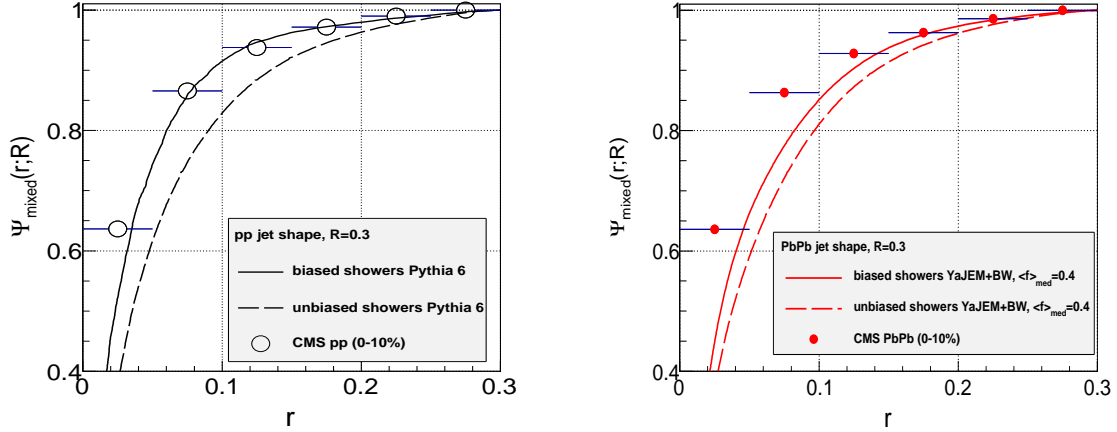 1
0.8
0.6
0.4
Ψmixed(r;R)
pp jet shape, R=0.3
biased showers Pythia 6
unbiased showers Pythia 6
CMS pp (0-10%)
0 0.1 0.2 0.3
r
1
0.8
0.6
0.4
Ψmixed(r;R)
PbPb jet shape, R=0.3
biased showers YaJEM+BW, <f>med=0.4
unbiased showers YaJEM+BW, <f>med=0.4
CMS PbPb (0-10%)
0 0.1 0.2 0.3
r